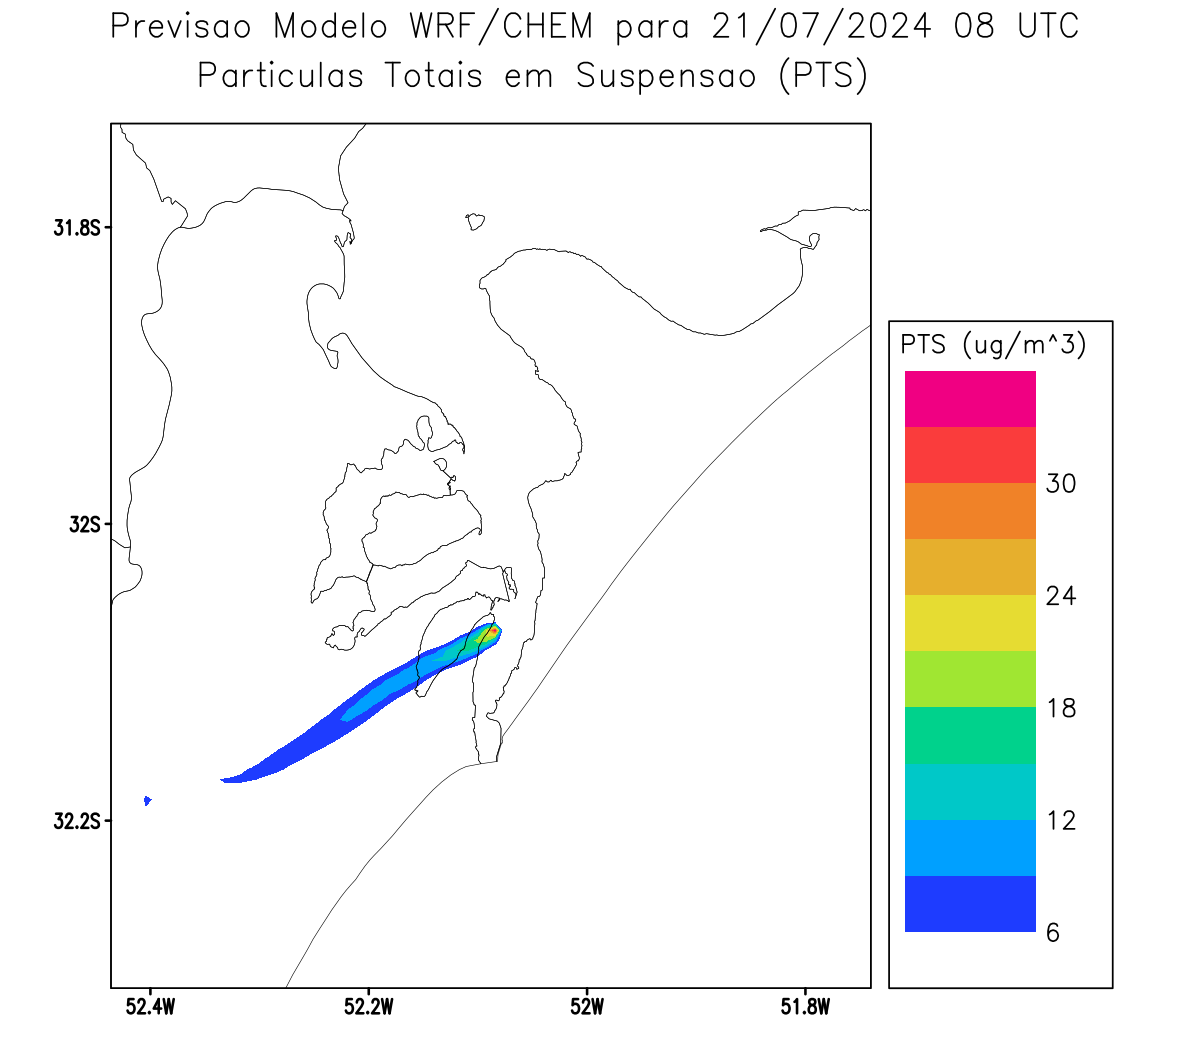 Previsao Modelo WRF/CHEM para 21/07/2024 08 UTC
Particulas Totais em Suspensao (PTS)
31.8S
32S
32.2S
52.4W
52.2W
52W
51.8W
PTS (ug/m^3)
30
24
18
12
6